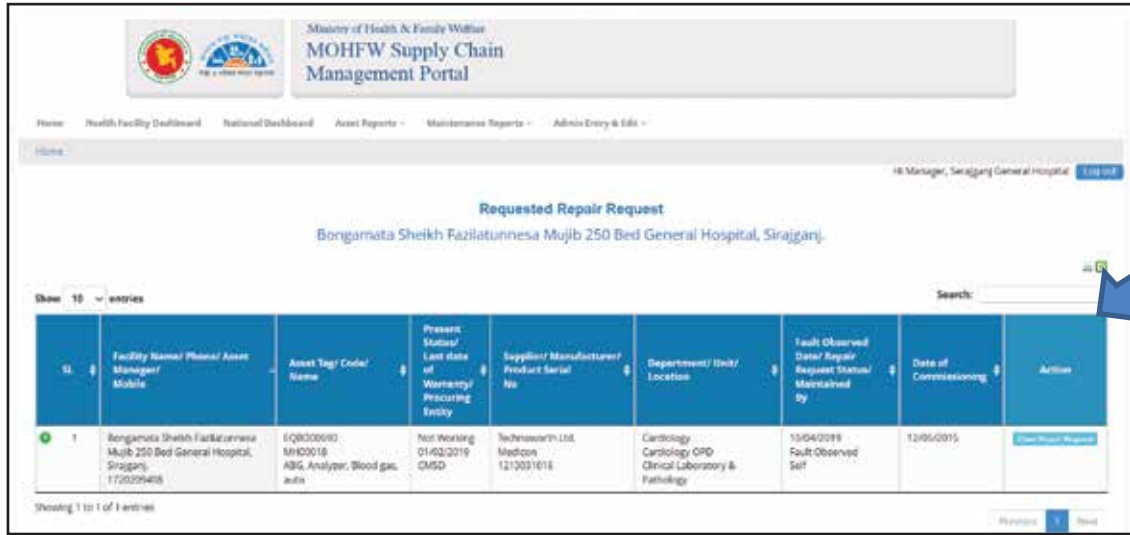 Ministry of Health & Family Welfare
MOHFW Supply Chain
Management Portal
Home Health Facility Dashboard National Dashboard Asset Reports Maintenance Reports Admin Entry & Edit
Home
Hi Manager, Serajganj General Hospital Log out
Requested Repair Request
Bongamata Sheikh Fazilatunnesa Mujib 250 Bed General Hospital, Sirajganj.
Show 10 entries
Search:
SL
Facility Name/ Phone/ Asset
Manager/
Mobile
Asset Tag/ Code/
Name
Present
Status/
Last date
of
Warranty/
Procuring
Entity
Supplier/ Manufacturer/
Product Serial
No
Department/ Unit/
Location
Fault Observed
Date/ Repair
Request Status/
Maintained
By
Date of
Commissioning
Action
1
Bongamata Sheikh Fazilatunnesa
Mujib 250 Bed General Hospital,
Sirajganj.
1720209408
MH00018
ABG, Analyzer, Blood gas,
auto
Not Working
01/02/2019
CMSD
Technoworth Ltd.
Medicon
1213031016
Cardiology
Cardiology OPD
Clinical Laboratory &
Pathology
10/04/2019
Fault Observed
Self
12/05/2015
Showing 1 to 1 of 1 entries
Previous 1 Next